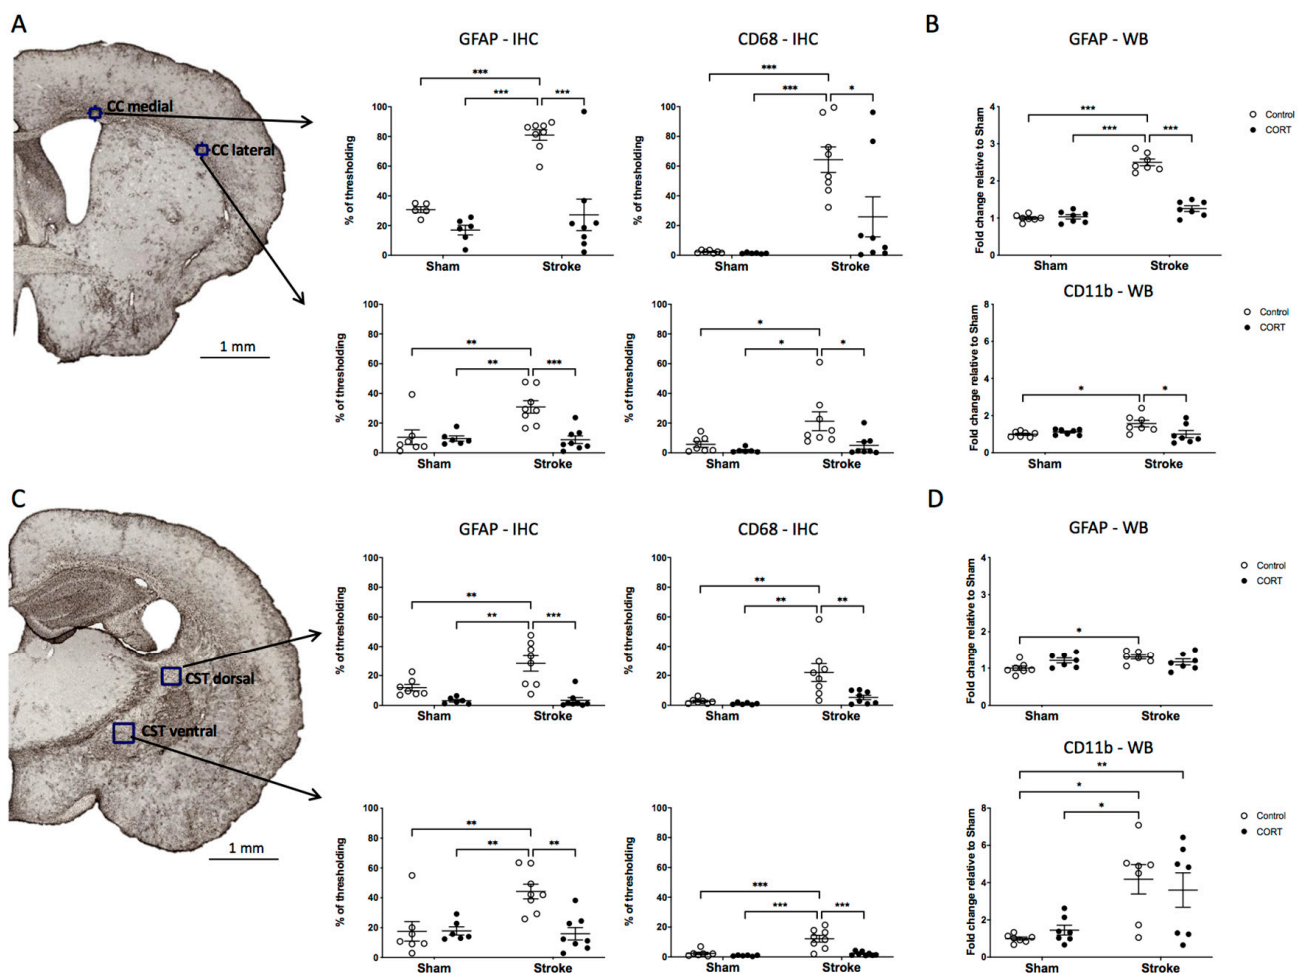 A
CC medial
CC lateral
1 mm
GFAP - IHC
***
***
***
% of thresholding
100
80
60
40
20
0
Sham
Stroke
CD68 - IHC
***
***
*
% of thresholding
100
80
60
40
20
0
Sham
Stroke
**
**
***
% of thresholding
100
80
60
40
20
0
Sham
Stroke
*
*
*
% of thresholding
100
80
60
40
20
0
Sham
Stroke
B
GFAP - WB
Control
CORT
***
***
***
Fold change relative to Sham
4
3
2
1
0
Sham
Stroke
CD11b - WB
Control
CORT
*
*
Fold change relative to Sham
8
6
4
2
0
Sham
Stroke
C
CST dorsal
CST ventral
1 mm
GFAP - IHC
**
**
***
% of thresholding
100
80
60
40
20
0
Sham
Stroke
CD68 - IHC
**
**
**
% of thresholding
100
80
60
40
20
0
Sham
Stroke
**
**
**
% of thresholding
100
80
60
40
20
0
Sham
Stroke
***
***
***
% of thresholding
100
80
60
40
20
0
Sham
Stroke
D
GFAP - WB
Control
CORT
*
Fold change relative to Sham
4
3
2
1
0
Sham
Stroke
CD11b - WB
Control
CORT
**
*
*
Fold change relative to Sham
8
6
4
2
0
Sham
Stroke